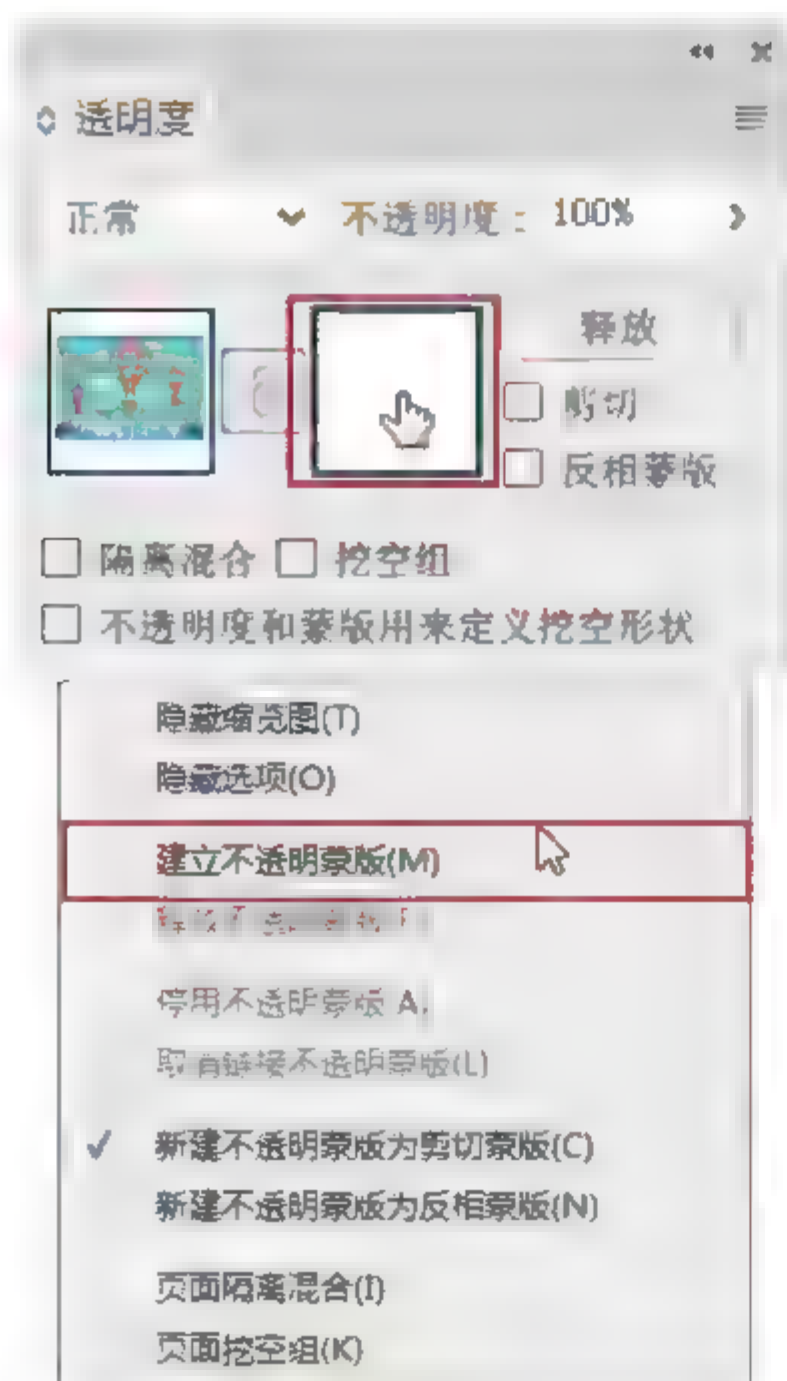 透明度
正常 不透明度： 100%
释放
剪切
反相蒙版
隔离混合 挖空组
不透明度和蒙版用来定义挖空形状
隐藏缩览图(T)
隐藏选项(O)
建立不透明蒙版(M)
停用不透明蒙版
取消链接不透明蒙版(L)
新建不透明蒙版为剪切蒙版(C)
新建不透明蒙版为反相蒙版(N)
页面隔离混合(I)
页面挖空组(K)